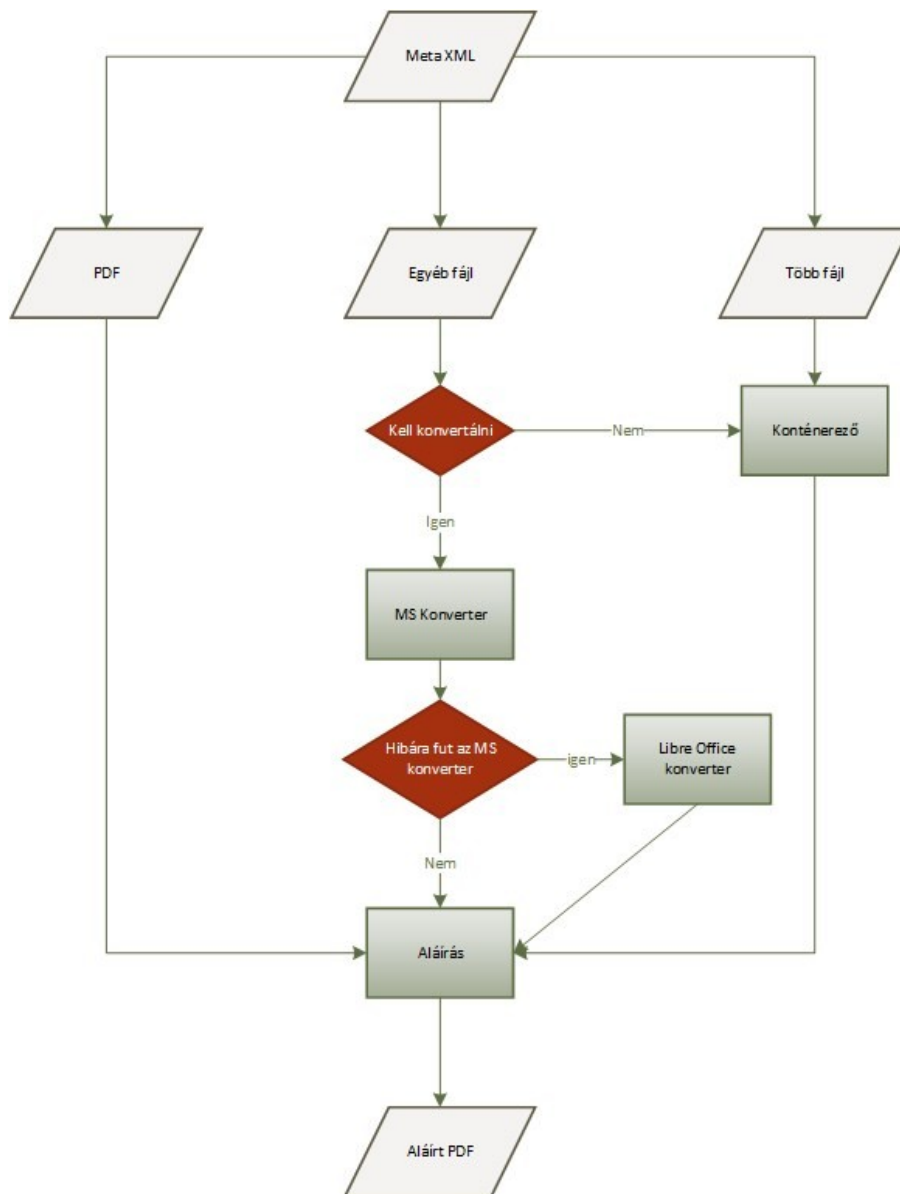 Meta XML
PDF
Egyéb fájl
Több fájl
Kell konvertálni
Nem
Konténerező
Igen
MS Konverter
Hibára fut az MS
konverter
igen
Libre Office
konverter
Nem
Aláírás
Aláírt PDF